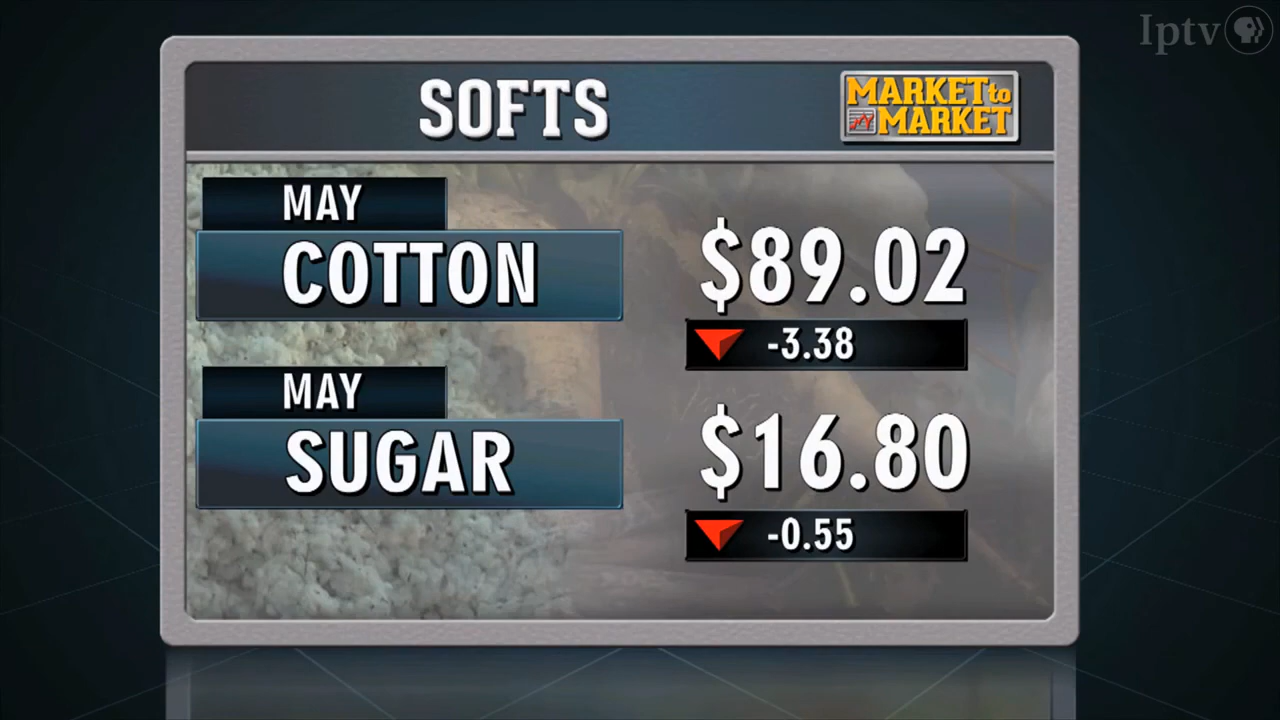 Iptv
SOFTS
MARKET to
MARKET
MAY
COTTON
$89.02
-3.38
MAY
SUGAR
$16.80
-0.55